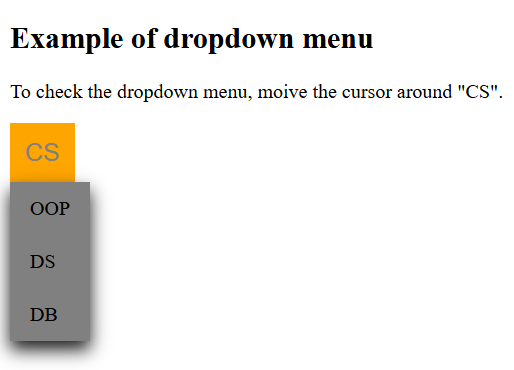 Example of dropdown menu
To check the dropdown menu, moive the cursor around "CS".
CS
OOP
DS
DB